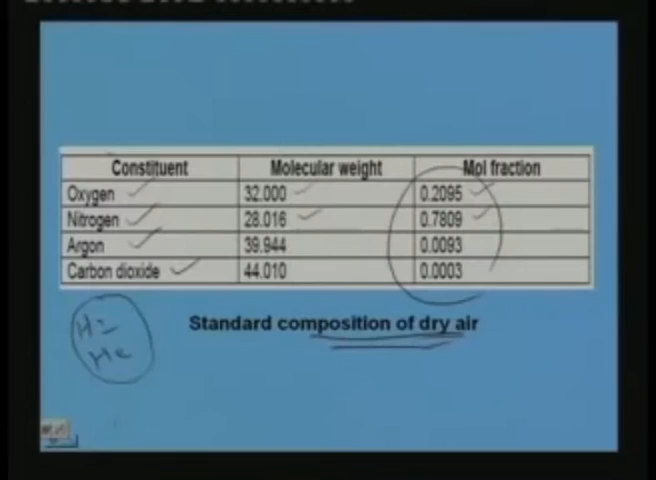 Constituent Molecular weight Mol fraction
Oxygen 32.000 0.2095
Nitrogen 28.016 0.7809
Argon 39.944 0.0093
Carbon dioxide 44.010 0.0003
Standard composition of dry air
H2
He